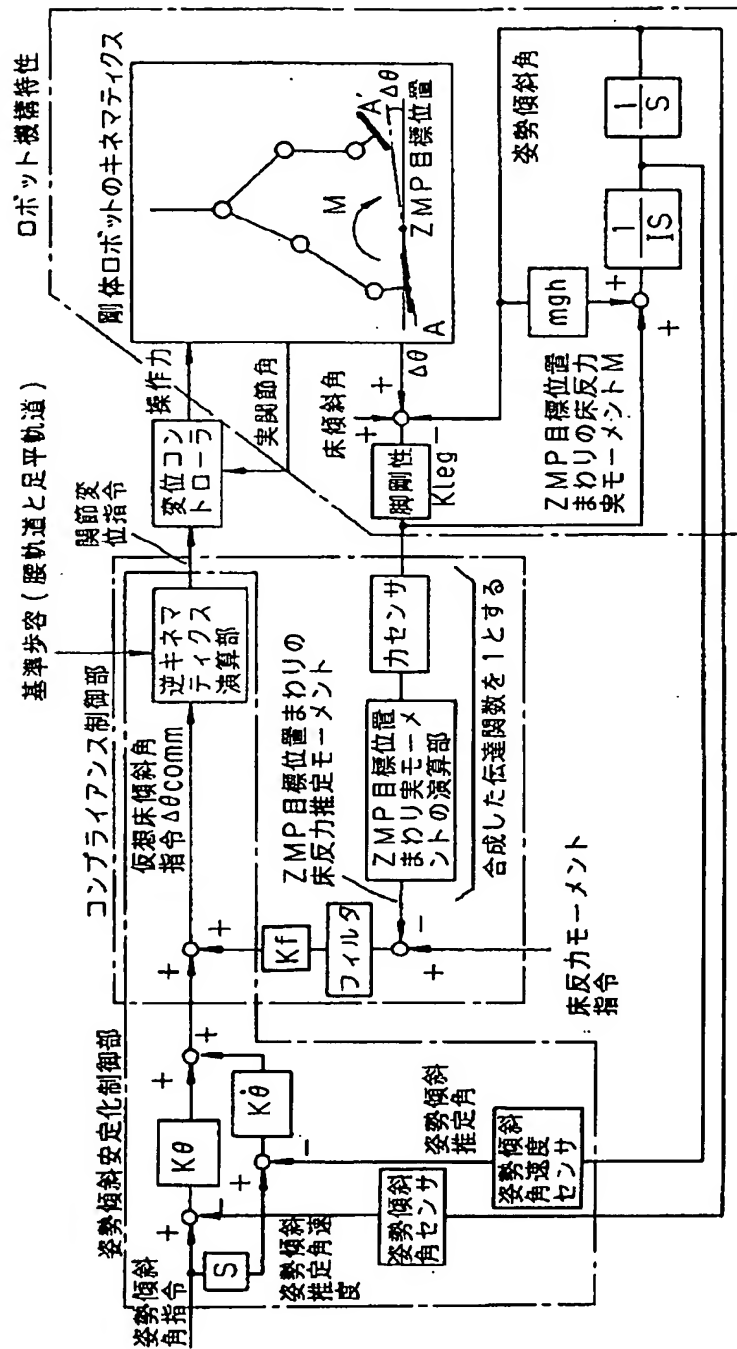 ロボット機構特性
剛体ロボットのキネマティクス
M
A
A'
Δθ
ZMP目標位置
基準歩容(腰軌道と足平軌道)
操作力
実関節角
変位コン
トローラ
関節変
位指令
コンプライアンス制御部
逆キネマ
ティクス
演算部
仮想床傾斜角
指令Δθcomm
+
+
Kf
フィルタ
+
-
ZMP目標位置まわりの
床反力推定モーメント
ZMP目標位置
まわり実モーメ
ントの演算部
力センサ
合成した伝達関数を1とする
床反力モーメント
指令
床傾斜角
Δθ
+
+
-
脚剛性
Kleg
姿勢傾斜角
mgh
+
+
1
IS
1
S
ZMP目標位置
まわりの床反力
実モーメントM
姿勢傾斜安定化制御部
姿勢傾斜
角指令
+
-
Kθ
+
+
S
+
-
Kθ̇
姿勢傾斜
推定角速
度
姿勢傾斜
推定角
姿勢傾斜
角センサ
姿勢傾斜
角速度
センサ